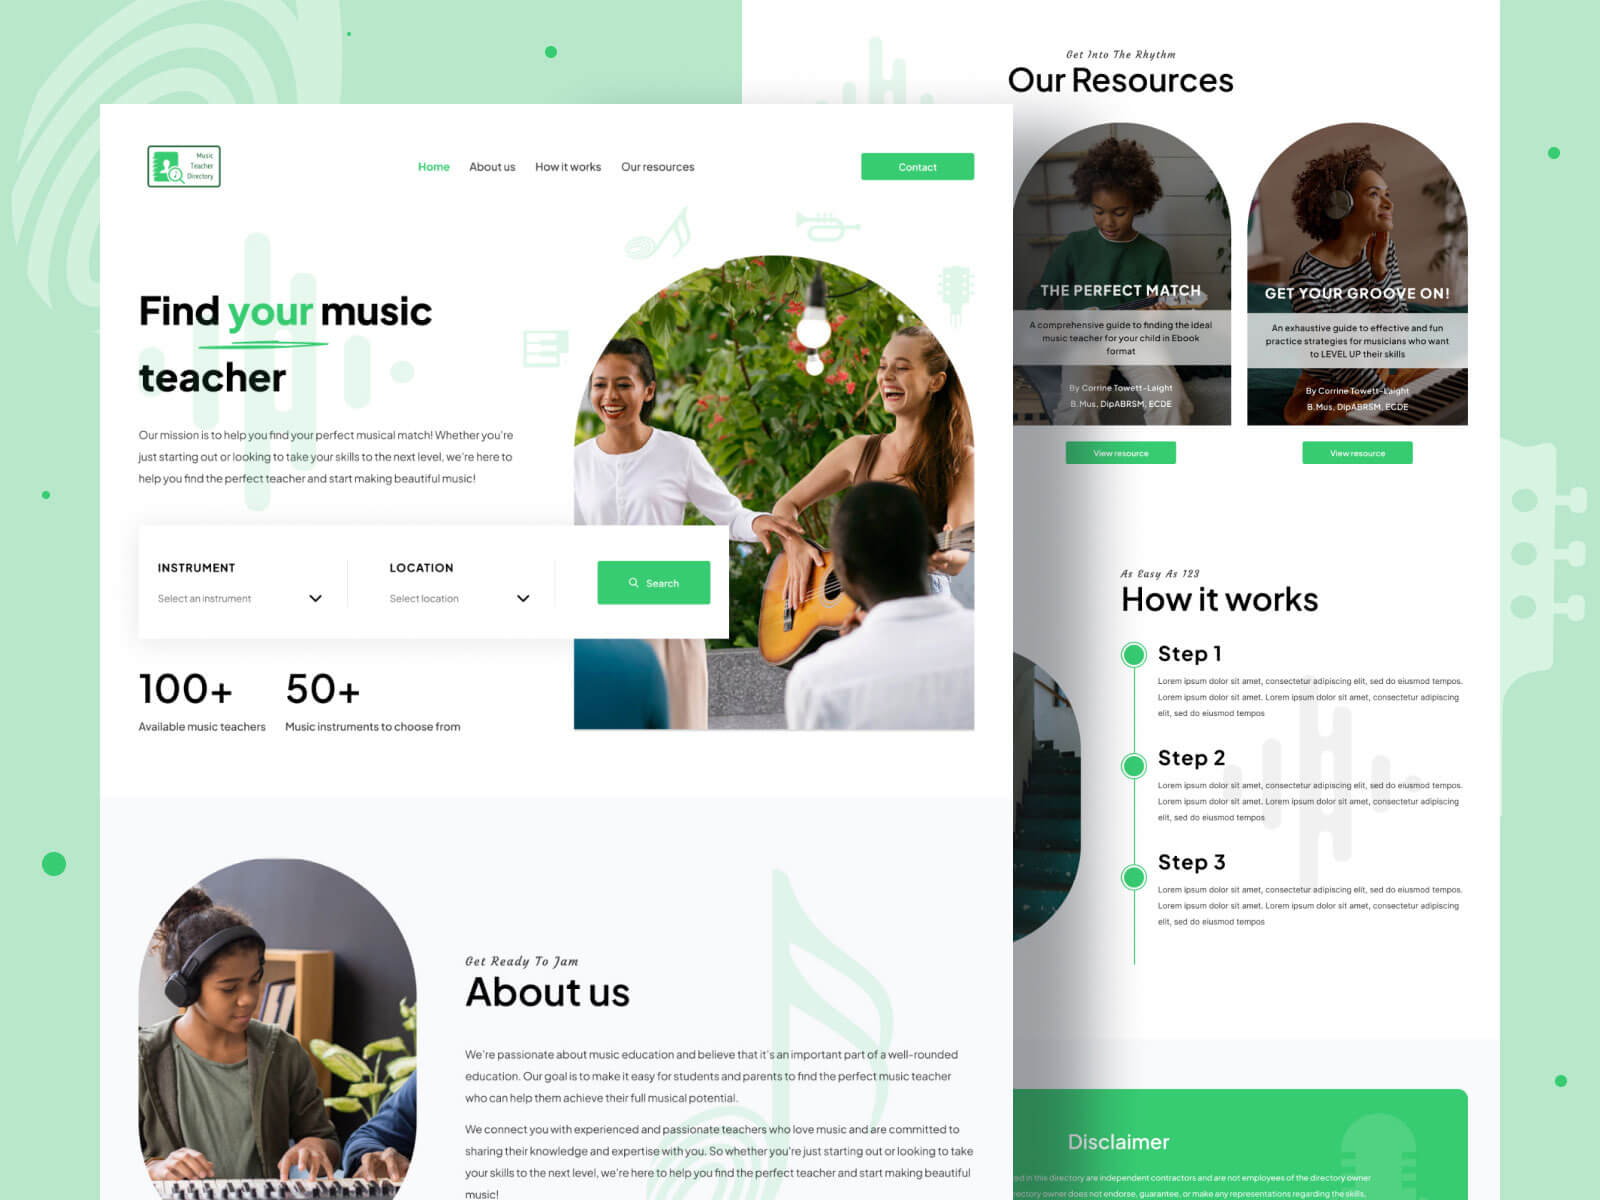 Music
Teacher
Directory
Home
About us
How it works
Our resources
Contact
Find your music
teacher
Our mission is to help you find your perfect musical match! Whether you're
just starting out or looking to take your skills to the next level, we're here to
help you find the perfect teacher and start making beautiful music!
INSTRUMENT
Select an instrument
LOCATION
Select location
Search
100+
Available music teachers
50+
Music instruments to choose from
Get Ready To Jam
About us
We're passionate about music education and believe that it's an important part of a well-rounded
education. Our goal is to make it easy for students and parents to find the perfect music teacher
who can help them achieve their full musical potential.
We connect you with experienced and passionate teachers who love music and are committed to
sharing their knowledge and expertise with you. So whether you're just starting out or looking to take
your skills to the next level, we're here to help you find the perfect teacher and start making beautiful
music!
Get Into The Rhythm
Our Resources
THE PERFECT MATCH
A comprehensive guide to finding the ideal
music teacher for your child in Ebook
format
By Corrine Towett-Laight
B.Mus, DipABRSM, ECDE
View resource
GET YOUR GROOVE ON!
An exhaustive guide to effective and fun
practice strategies for musicians who want
to LEVEL UP their skills
By Corrine Towett-Laight
B.Mus, DipABRSM, ECDE
View resource
As Easy As 123
How it works
Step 1
Lorem ipsum dolor sit amet, consectetur adipiscing elit, sed do eiusmod tempos.
Lorem ipsum dolor sit amet. Lorem ipsum dolor sit amet, consectetur adipiscing
elit, sed do eiusmod tempos
Step 2
Lorem ipsum dolor sit amet, consectetur adipiscing elit, sed do eiusmod tempos.
Lorem ipsum dolor sit amet. Lorem ipsum dolor sit amet, consectetur adipiscing
elit, sed do eiusmod tempos
Step 3
Lorem ipsum dolor sit amet, consectetur adipiscing elit, sed do eiusmod tempos.
Lorem ipsum dolor sit amet. Lorem ipsum dolor sit amet, consectetur adipiscing
elit, sed do eiusmod tempos
Disclaimer
in this directory are independent contractors and are not employees of the directory owner
owner does not endorse, guarantee, or make any representations regarding the skills,